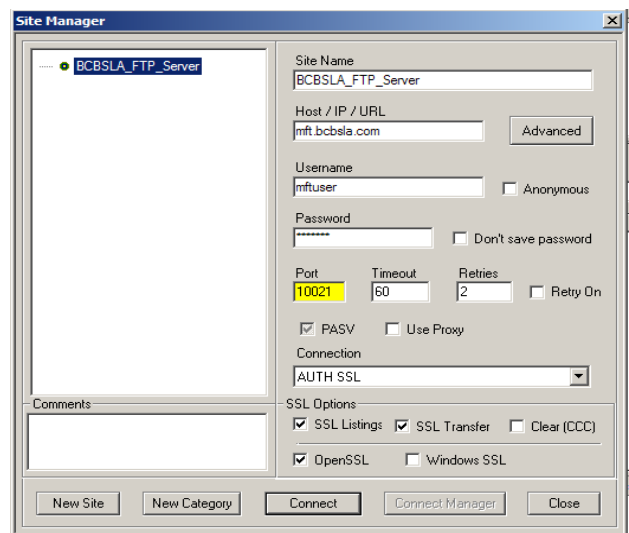 Site Manager
BCBSLA_FTP_Server
Site Name
BCBSLA_FTP_Server
Host / IP / URL
mft.bcbsla.com
Advanced
Username
mftuser
Anonymous
Password
*******
Don't save password
Port Timeout Retries
10021 60 2 Retry On
PASV Use Proxy
Connection
AUTH SSL
Comments
SSL Options
SSL Listings SSL Transfer Clear (CCC)
OpenSSL Windows SSL
New Site New Category Connect Connect Manager Close